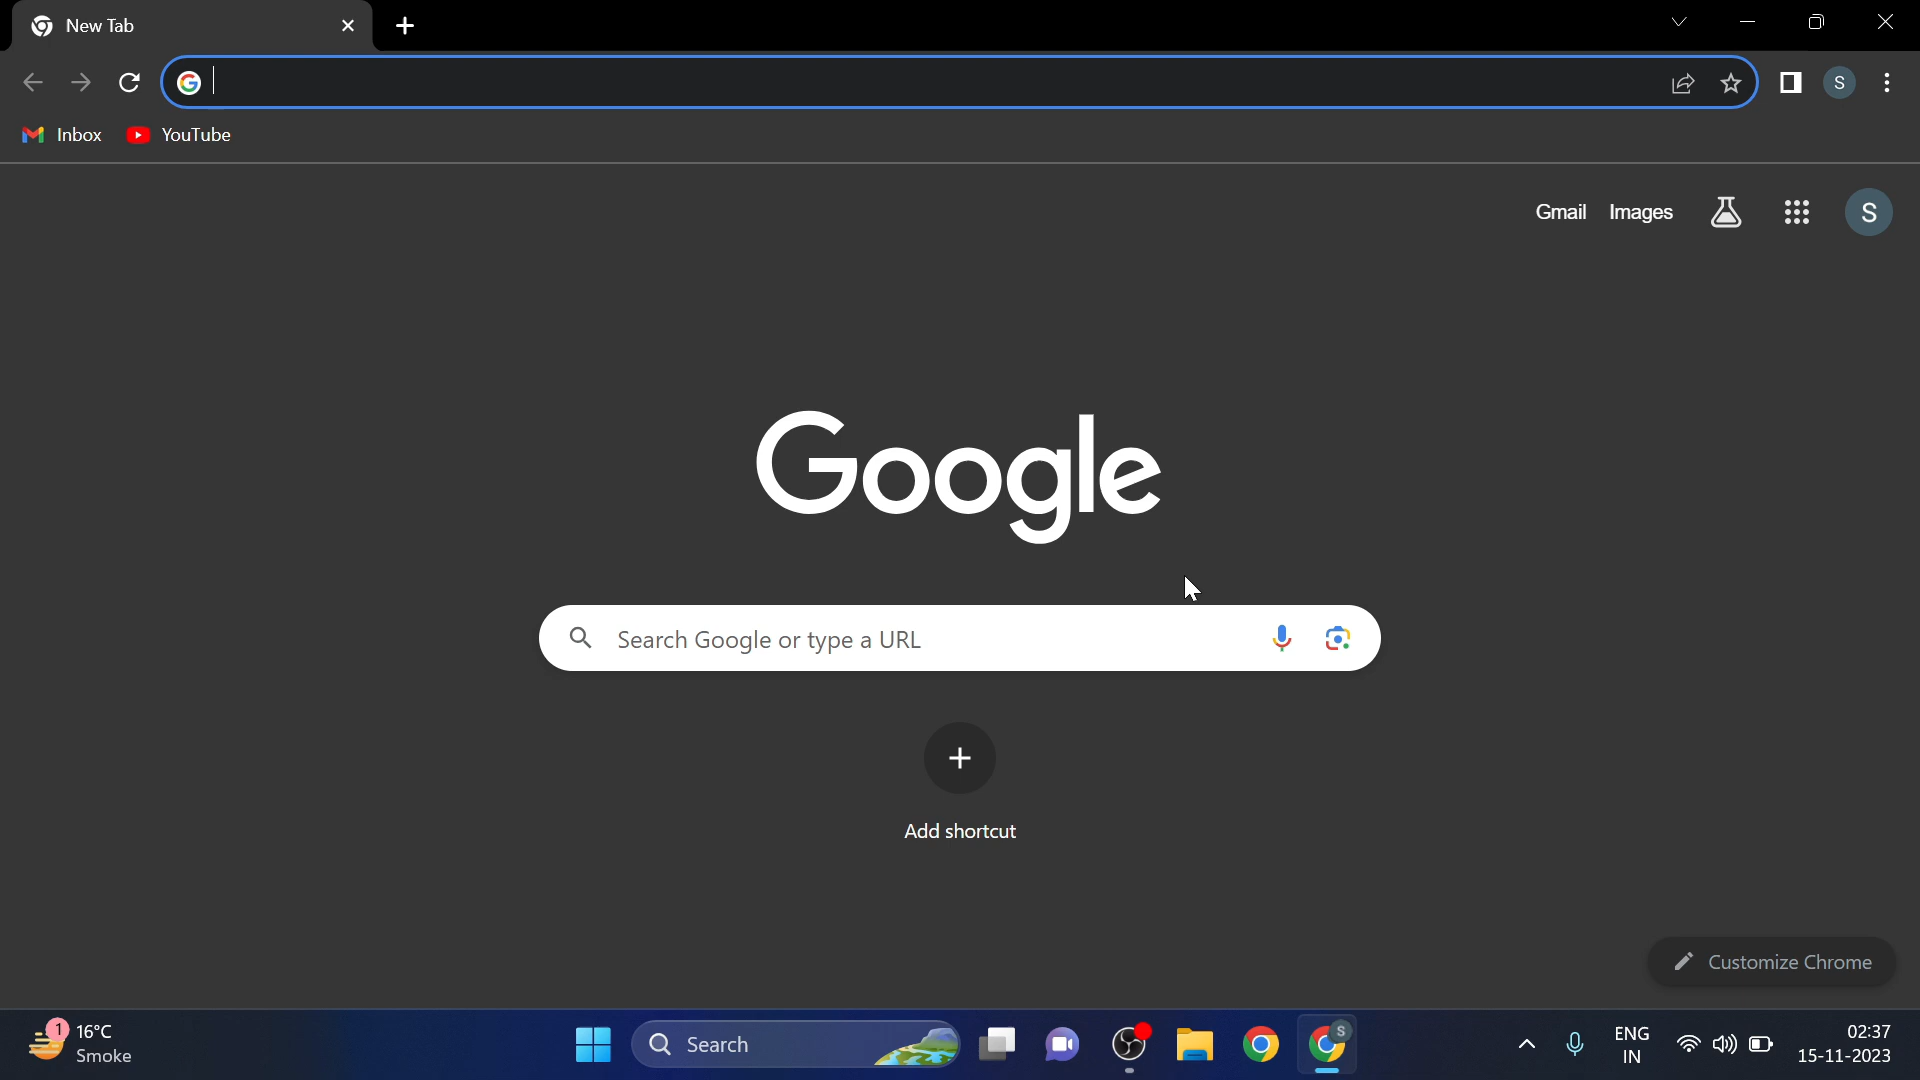 New Tab
Inbox YouTube
Gmail Images S
S
Google
Search Google or type a URL
Add shortcut
Customize Chrome
1 16°C
Smoke
Search
S
ENG
IN
02:37
15-11-2023